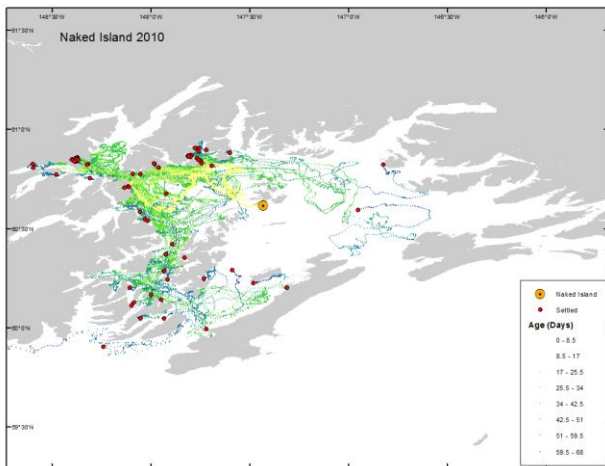 148°30'W 148°0'W 147°30'W 147°0'W 146°30'W 146°0'W
Naked Island 2010
61°30'N
61°0'N
60°30'N
60°0'N
59°30'N
Naked Island
Settled
Age (Days)
0 - 8.5
8.5 - 17
17 - 25.5
25.5 - 34
34 - 42.5
42.5 - 51
51 - 59.5
59.5 - 68